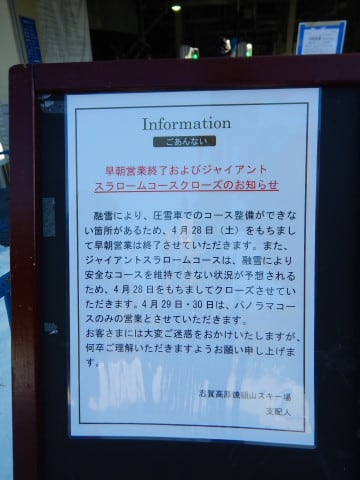 Information
ごあんない
早朝営業終了およびジャイアント
スラロームコースクローズのお知らせ
融雪により、圧雪車でのコース整備ができな
い箇所があるため、4月28日（土）をもちまし
て早朝営業は終了させていただきます。また、
ジャイアントスラロームコースは、融雪により
安全なコースを維持できない状況が予想される
ため、4月28日をもちましてクローズさせてい
ただきます。4月29日・30日は、パノラマコース
のみの営業とさせていただきます。
お客さまには大変ご迷惑をおかけいたしますが、
何卒ご理解いただきますようお願い申し上げま
す。
志賀高原焼額山スキー場
支配人